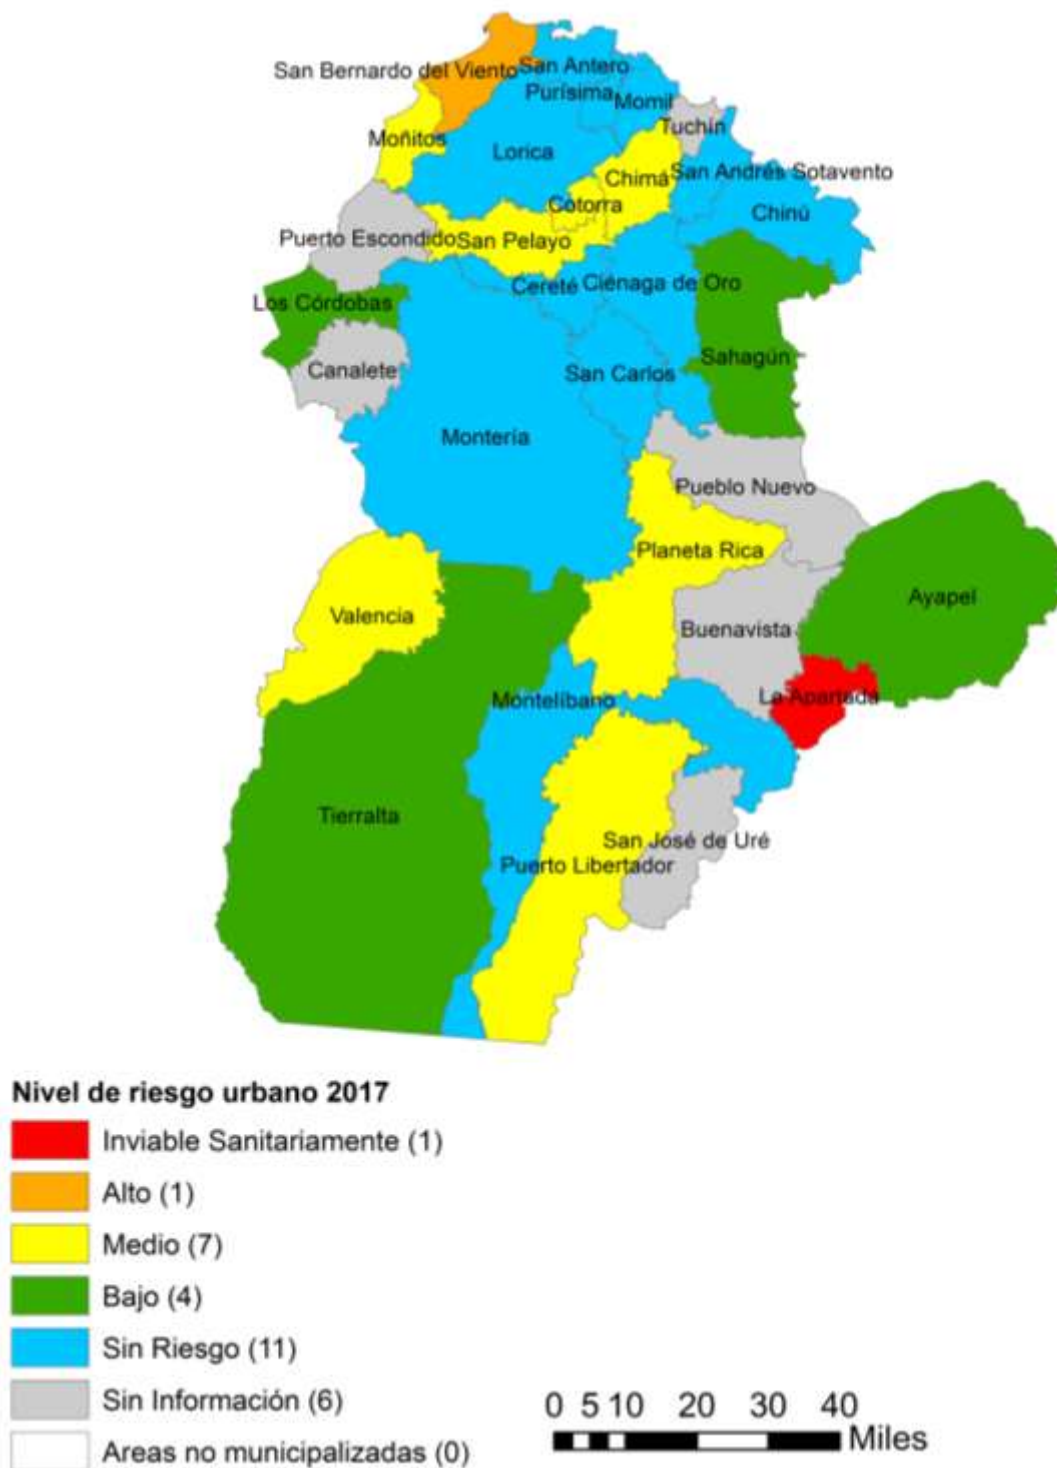 San Bernardo del Viento
San Antero
Purísima
Momil
Tuchín
Moñitos
Lorica
Chimá
San Andrés Sotavento
Cotorra
Chinú
Puerto Escondido
San Pelayo
Cereté
Ciénaga de Oro
Los Córdobas
Sahagún
Canalete
San Carlos
Montería
Pueblo Nuevo
Planeta Rica
Ayapel
Valencia
Buenavista
La Apartada
Montelíbano
Tierralta
San José de Uré
Puerto Libertador
Nivel de riesgo urbano 2017
Inviable Sanitariamente (1)
Alto (1)
Medio (7)
Bajo (4)
Sin Riesgo (11)
Sin Información (6)
Areas no municipalizadas (0)
0 5 10 20 30 40
Miles